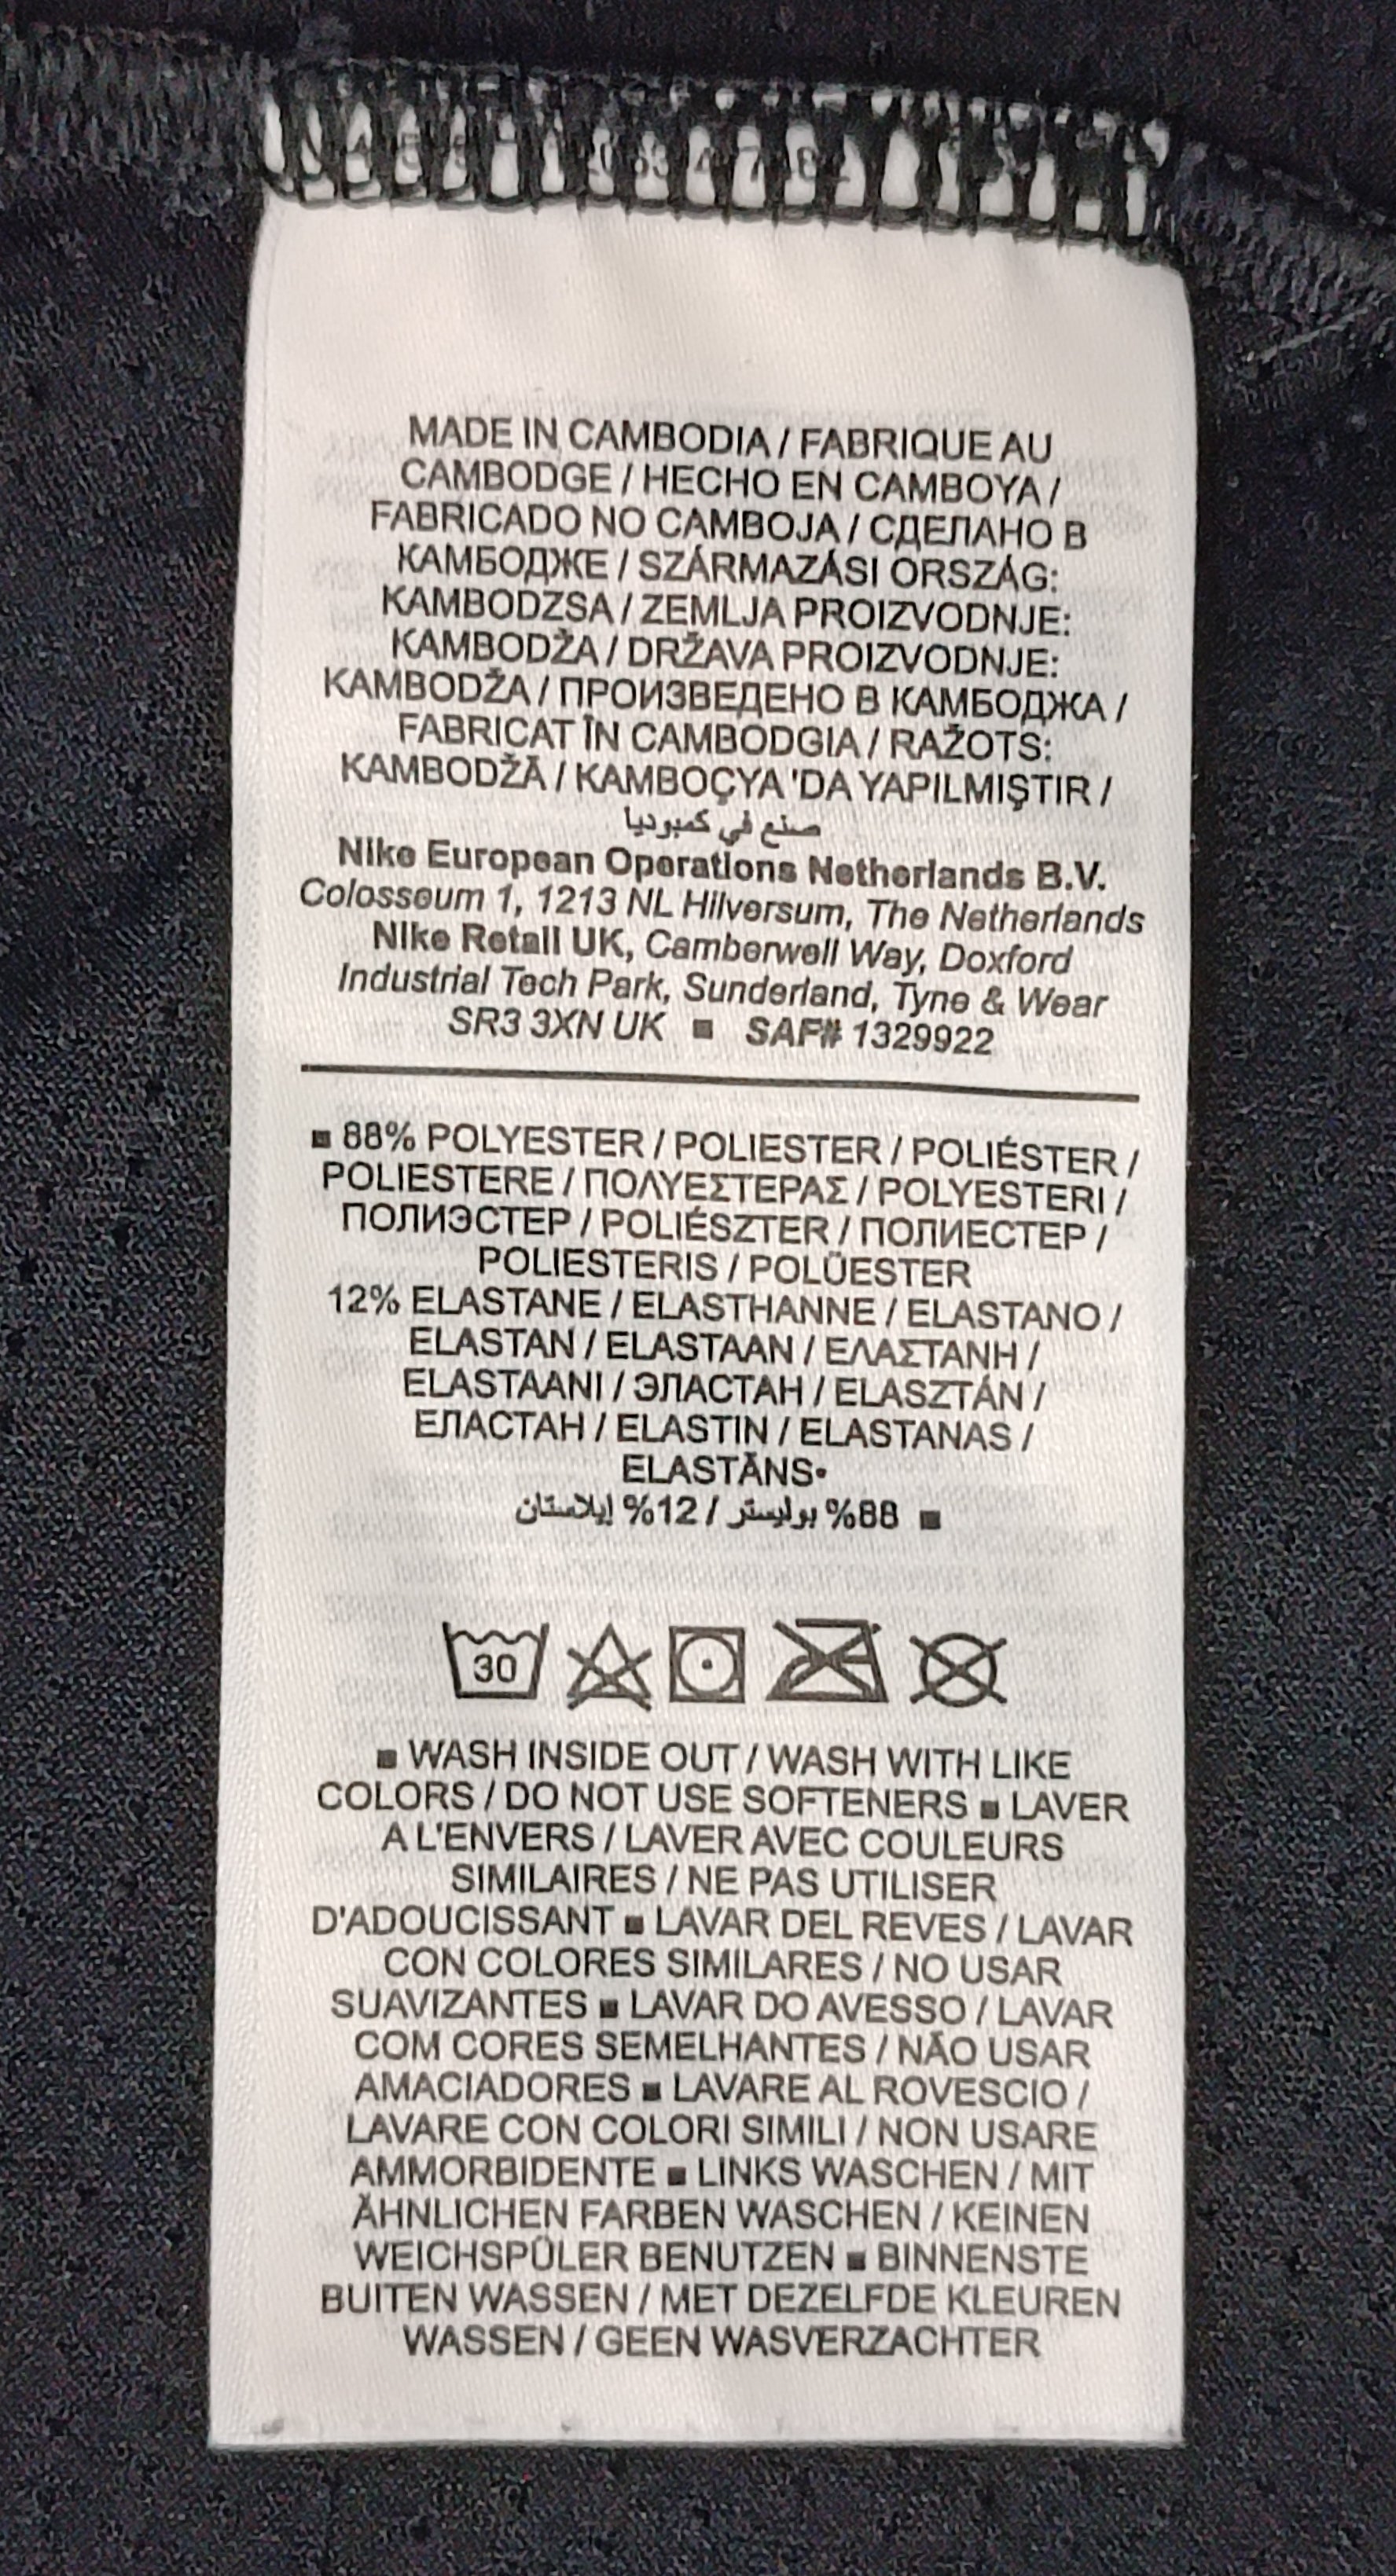 MADE IN CAMBODIA / FABRIQUE AU
CAMBODGE / HECHO EN CAMBOYA /
FABRICADO NO CAMBOJA / СДЕЛАНО В
КАМБОДЖЕ / SZÁRMAZÁSI ORSZÁG:
KAMBODZSA / ZEMLJA PROIZVODNJE:
KAMBODŽA / DRŽAVA PROIZVODNJE:
KAMBODŽA / ПРОИЗВЕДЕНО В КАМБОДЖА /
FABRICAT ÎN CAMBODGIA / RAŽOTS:
KAMBODŽĀ / KAMBOÇYA 'DA YAPILMIŞTIR /
صنع في كمبوديا
Nike European Operations Netherlands B.V.
Colosseum 1, 1213 NL Hilversum, The Netherlands
Nike Retail UK, Camberwell Way, Doxford
Industrial Tech Park, Sunderland, Tyne & Wear
SR3 3XN UK ■ SAF# 1329922
■ 88% POLYESTER / POLIESTER / POLIÉSTER /
POLIESTERE / ΠΟΛΥΕΣΤΕΡΑΣ / POLYESTERI /
ПОЛИЭСТЕР / POLIÉSZTER / ПОЛИЕСТЕР /
POLIESTERIS / POLÜESTER
12% ELASTANE / ELASTHANNE / ELASTANO /
ELASTAN / ELASTAAN / ΕΛΑΣΤΑΝΗ /
ELASTAANI / ЭЛАСТАН / ELASZTÁN /
ЕЛАСТАН / ELASTIN / ELASTANAS /
ELASTĀNS•
■ 88% بوليستر / 12% إيلاستان
30
■ WASH INSIDE OUT / WASH WITH LIKE
COLORS / DO NOT USE SOFTENERS ■ LAVER
A L'ENVERS / LAVER AVEC COULEURS
SIMILAIRES / NE PAS UTILISER
D'ADOUCISSANT ■ LAVAR DEL REVES / LAVAR
CON COLORES SIMILARES / NO USAR
SUAVIZANTES ■ LAVAR DO AVESSO / LAVAR
COM CORES SEMELHANTES / NÃO USAR
AMACIADORES ■ LAVARE AL ROVESCIO /
LAVARE CON COLORI SIMILI / NON USARE
AMMORBIDENTE ■ LINKS WASCHEN / MIT
ÄHNLICHEN FARBEN WASCHEN / KEINEN
WEICHSPÜLER BENUTZEN ■ BINNENSTE
BUITEN WASSEN / MET DEZELFDE KLEUREN
WASSEN / GEEN WASVERZACHTER